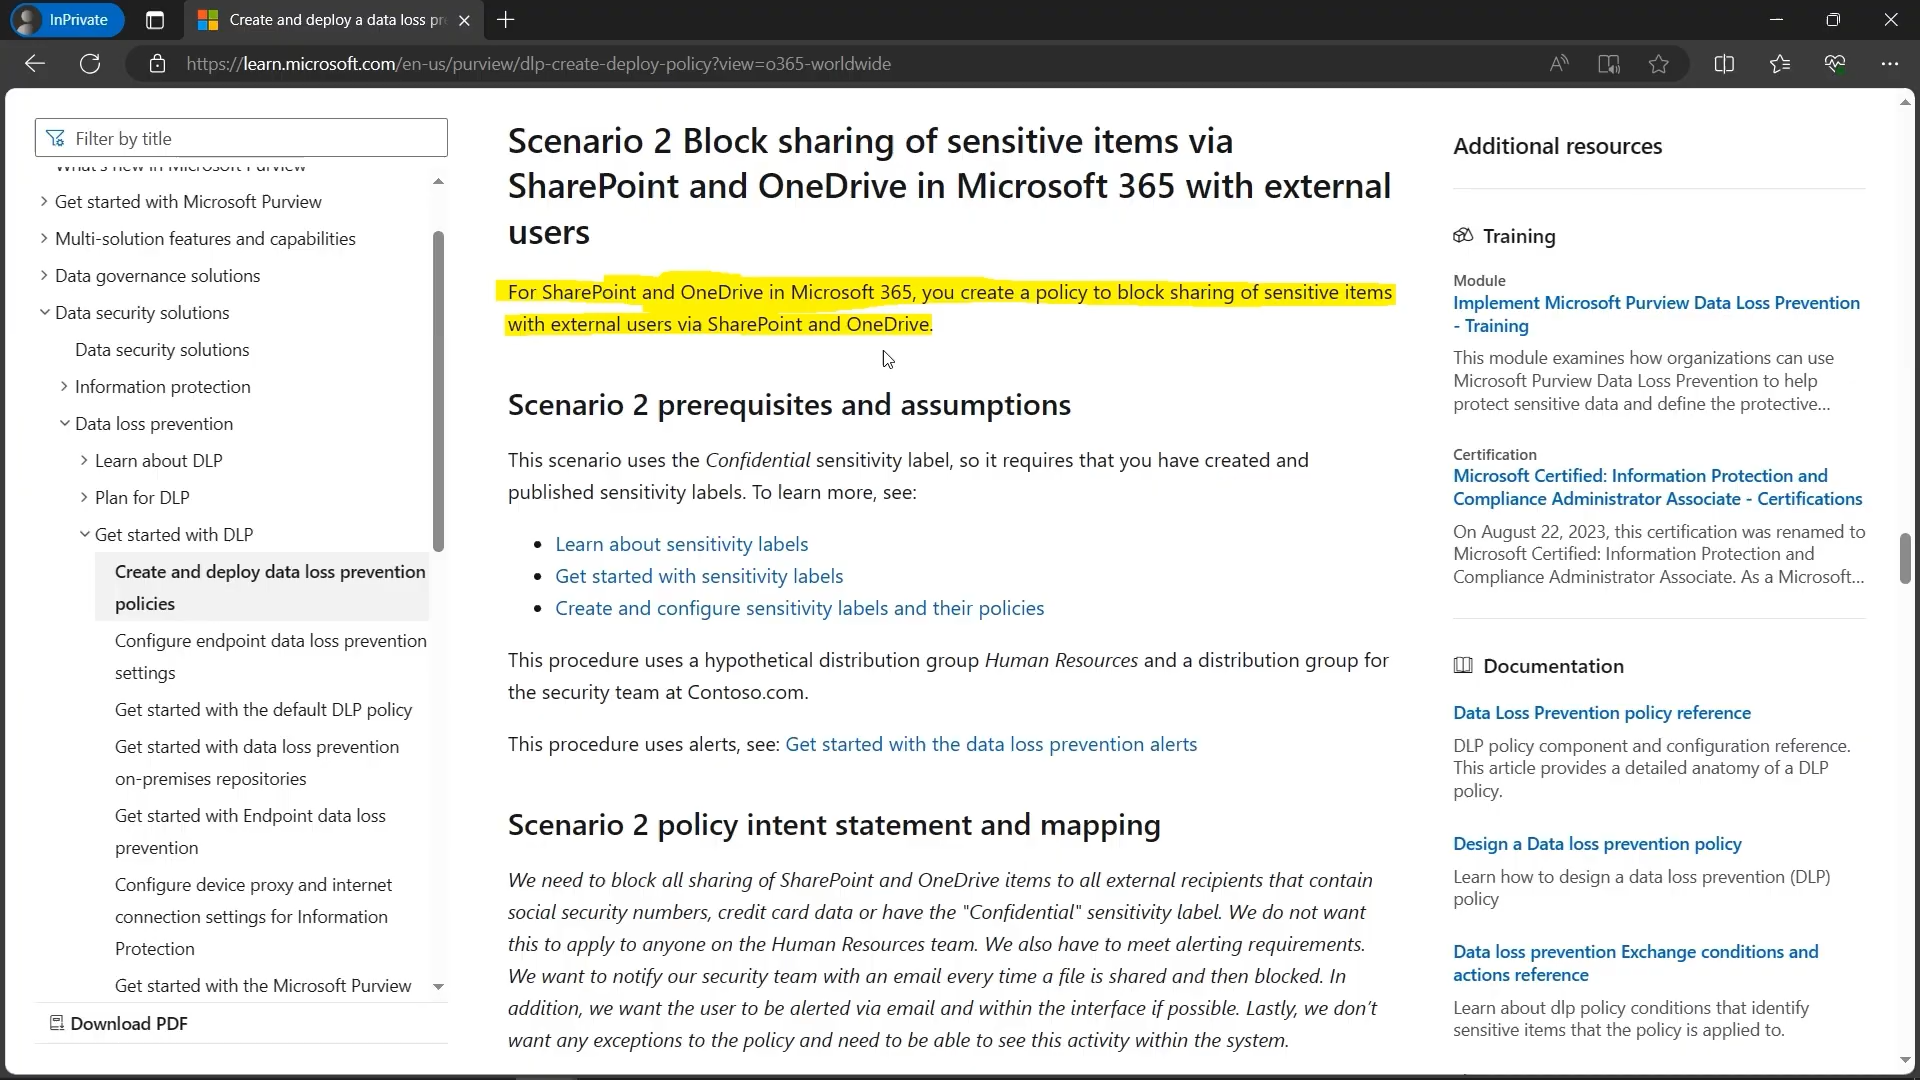 InPrivate
Create and deploy a data loss pr
https://learn.microsoft.com/en-us/purview/dlp-create-deploy-policy?view=o365-worldwide
Filter by title
What's new in Microsoft Purview
Get started with Microsoft Purview
Multi-solution features and capabilities
Data governance solutions
Data security solutions
Data security solutions
Information protection
Data loss prevention
Learn about DLP
Plan for DLP
Get started with DLP
Create and deploy data loss prevention
policies
Configure endpoint data loss prevention
settings
Get started with the default DLP policy
Get started with data loss prevention
on-premises repositories
Get started with Endpoint data loss
prevention
Configure device proxy and internet
connection settings for Information
Protection
Get started with the Microsoft Purview
Download PDF
Scenario 2 Block sharing of sensitive items via
SharePoint and OneDrive in Microsoft 365 with external
users
For SharePoint and OneDrive in Microsoft 365, you create a policy to block sharing of sensitive items
with external users via SharePoint and OneDrive.
Scenario 2 prerequisites and assumptions
This scenario uses the Confidential sensitivity label, so it requires that you have created and
published sensitivity labels. To learn more, see:
• Learn about sensitivity labels
• Get started with sensitivity labels
• Create and configure sensitivity labels and their policies
This procedure uses a hypothetical distribution group Human Resources and a distribution group for
the security team at Contoso.com.
This procedure uses alerts, see: Get started with the data loss prevention alerts
Scenario 2 policy intent statement and mapping
We need to block all sharing of SharePoint and OneDrive items to all external recipients that contain
social security numbers, credit card data or have the "Confidential" sensitivity label. We do not want
this to apply to anyone on the Human Resources team. We also have to meet alerting requirements.
We want to notify our security team with an email every time a file is shared and then blocked. In
addition, we want the user to be alerted via email and within the interface if possible. Lastly, we don't
want any exceptions to the policy and need to be able to see this activity within the system.
Additional resources
Training
Module
Implement Microsoft Purview Data Loss Prevention
- Training
This module examines how organizations can use
Microsoft Purview Data Loss Prevention to help
protect sensitive data and define the protective...
Certification
Microsoft Certified: Information Protection and
Compliance Administrator Associate - Certifications
On August 22, 2023, this certification was renamed to
Microsoft Certified: Information Protection and
Compliance Administrator Associate. As a Microsoft...
Documentation
Data Loss Prevention policy reference
DLP policy component and configuration reference.
This article provides a detailed anatomy of a DLP
policy.
Design a Data loss prevention policy
Learn how to design a data loss prevention (DLP)
policy
Data loss prevention Exchange conditions and
actions reference
Learn about dlp policy conditions that identify
sensitive items that the policy is applied to.